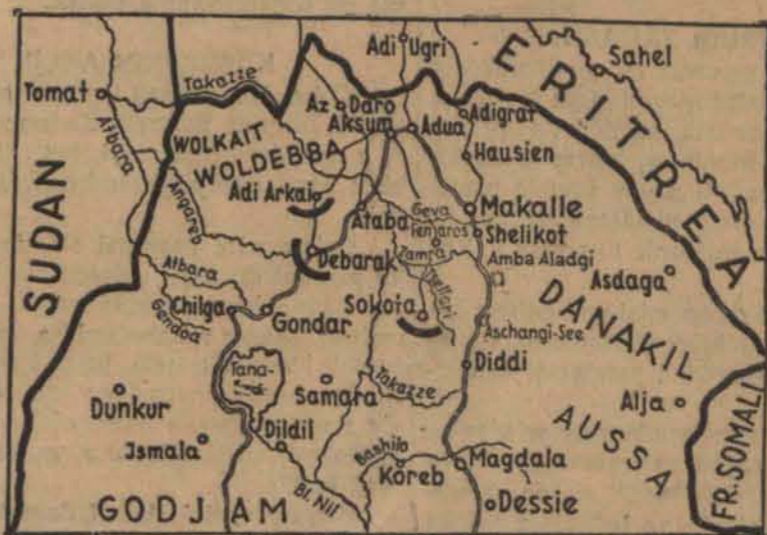 Adi Ugri
ERITREA
Sahel
Tomat
Takazze
Az Daro
Aksum
Adua
Adigrat
Atbara
WOLKAIT
WOLDEBBA
Hausien
Adi Arkai
Angareb
Ataba
Geva
Makalle
Shelikot
SUDAN
Debarak
Amba Aladgi
Asdaga
Atbara
Chilga
Gendoa
Gondar
Sokota
DANAKIL
Aschangi-See
Diddi
Tana-
Samara
Takazze
Alja
AUSSA
FR. SOMALI
Dunkur
Dildil
Ismala
Bashilo
Koreb
Magdala
Bl. Nil
GODJAM
Dessie